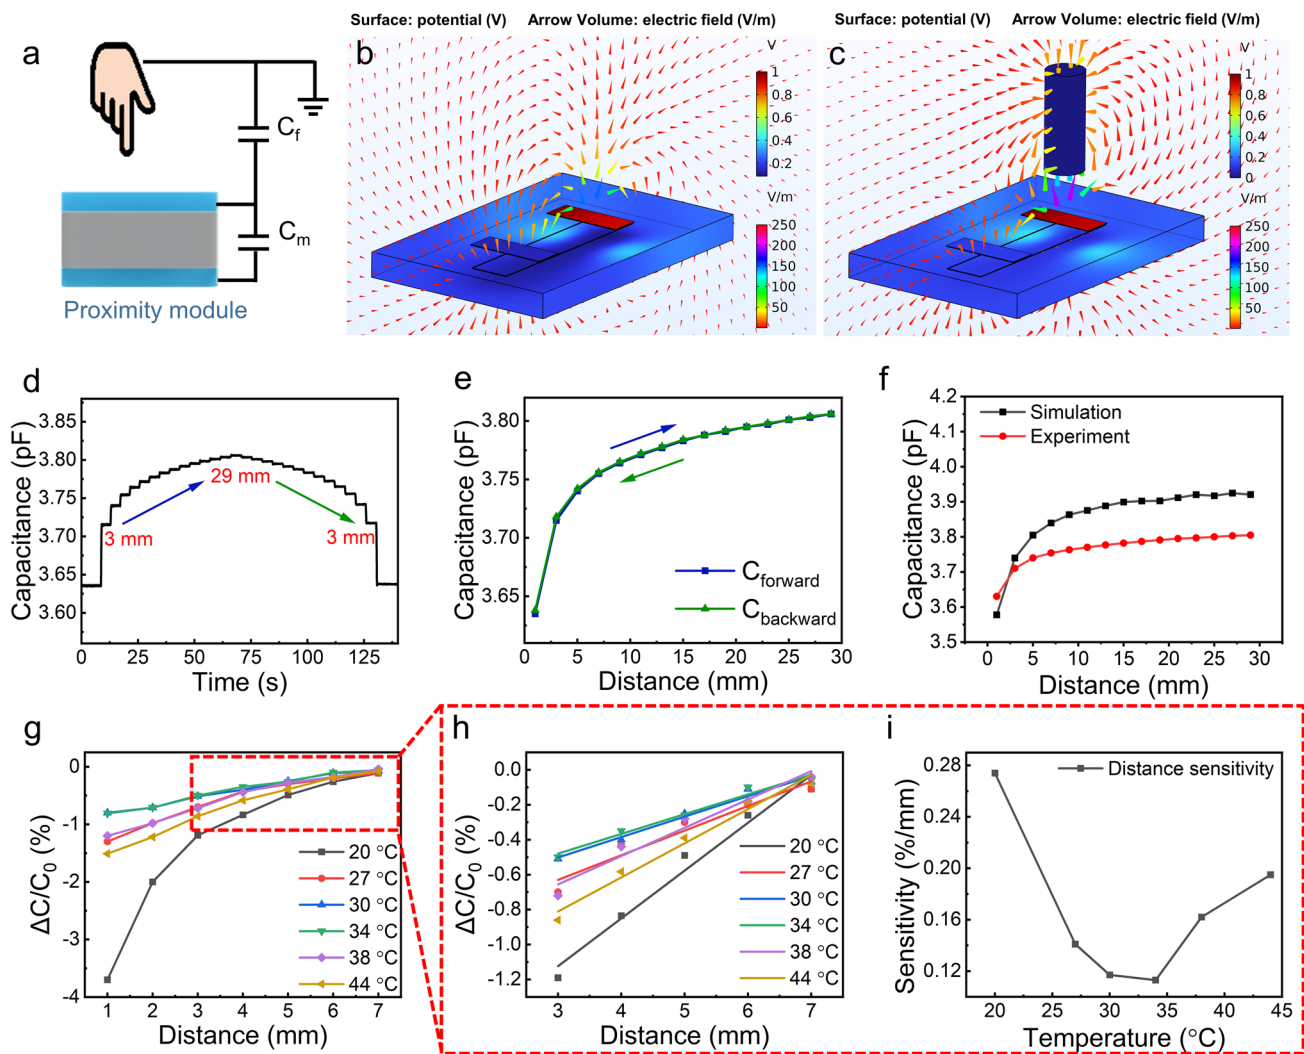 Surface: potential (V) Arrow Volume: electric field (V/m) Surface: potential (V) Arrow Volume: electric field (V/m)
a
Cf
Cm
Proximity module
b
V
1
0.8
0.6
0.4
0.2
V/m
250
200
150
100
50
c
V
1
0.8
0.6
0.4
0.2
0
V/m
250
200
150
100
50
d
Capacitance (pF)
3.85
3.80
3.75
3.70
3.65
3.60
29 mm
3 mm
3 mm
0 25 50 75 100 125
Time (s)
e
Capacitance (pF)
3.80
3.75
3.70
3.65
Cforward
Cbackward
0 5 10 15 20 25 30
Distance (mm)
f
Capacitance (pF)
4.2
4.1
4.0
3.9
3.8
3.7
3.6
3.5
Simulation
Experiment
0 5 10 15 20 25 30
Distance (mm)
g
ΔC/C0 (%)
0
-1
-2
-3
-4
20 °C
27 °C
30 °C
34 °C
38 °C
44 °C
1 2 3 4 5 6 7
Distance (mm)
h
ΔC/C0 (%)
0.0
-0.2
-0.4
-0.6
-0.8
-1.0
-1.2
20 °C
27 °C
30 °C
34 °C
38 °C
44 °C
3 4 5 6 7
Distance (mm)
i
Sensitivity (%/mm)
0.28
0.24
0.20
0.16
0.12
Distance sensitivity
20 25 30 35 40 45
Temperature (°C)